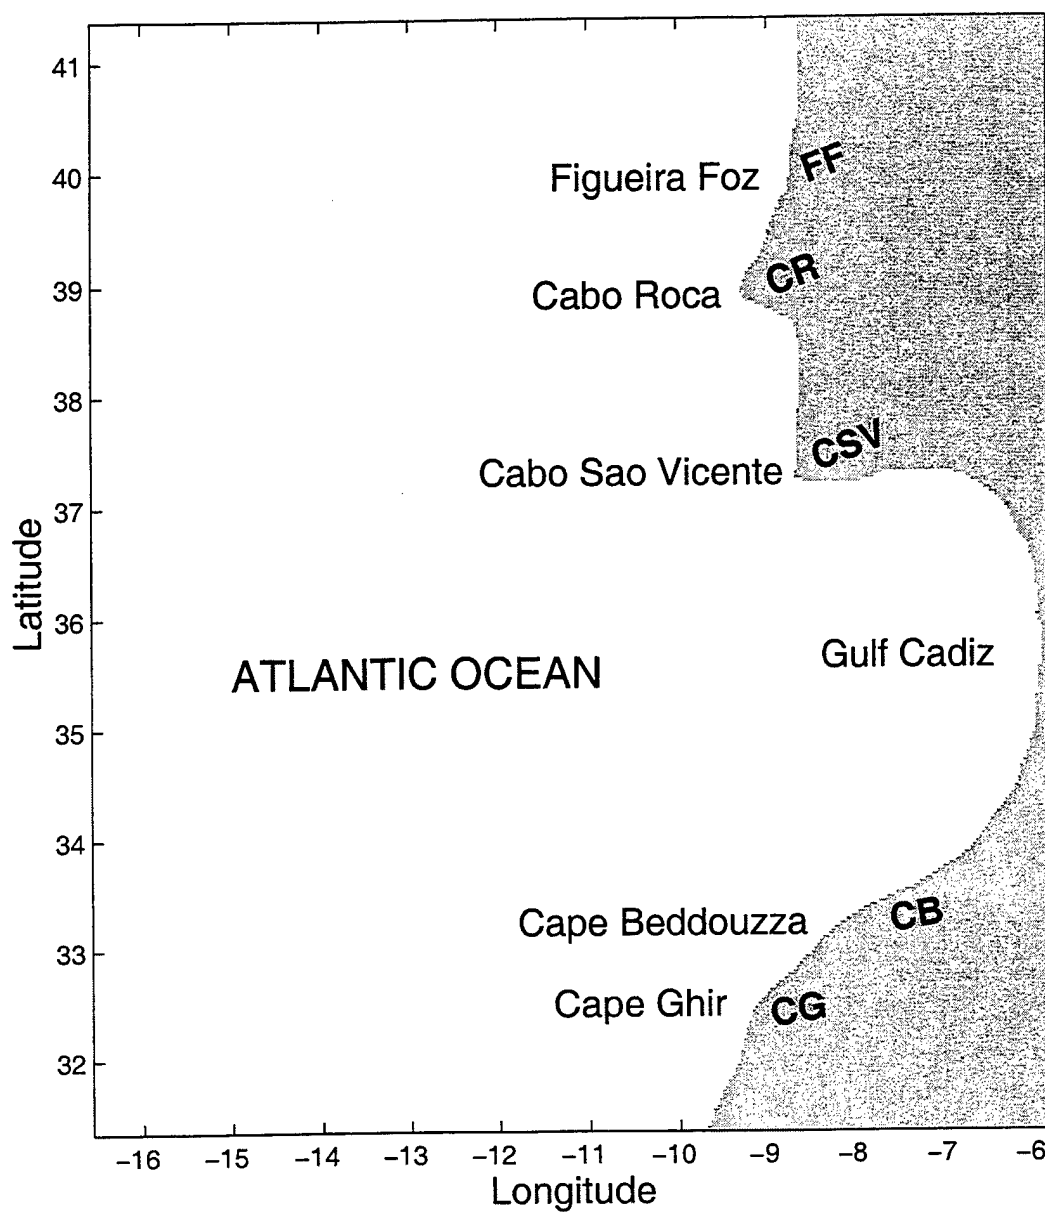 41
FF
Figueira Foz
40
CR
Cabo Roca
39
38
CSV
Cabo Sao Vicente
37
Latitude
36
Gulf Cadiz
ATLANTIC OCEAN
35
34
CB
Cape Beddouzza
33
Cape Ghir
CG
32
−16 −15 −14 −13 −12 −11 −10 −9 −8 −7 −6
Longitude